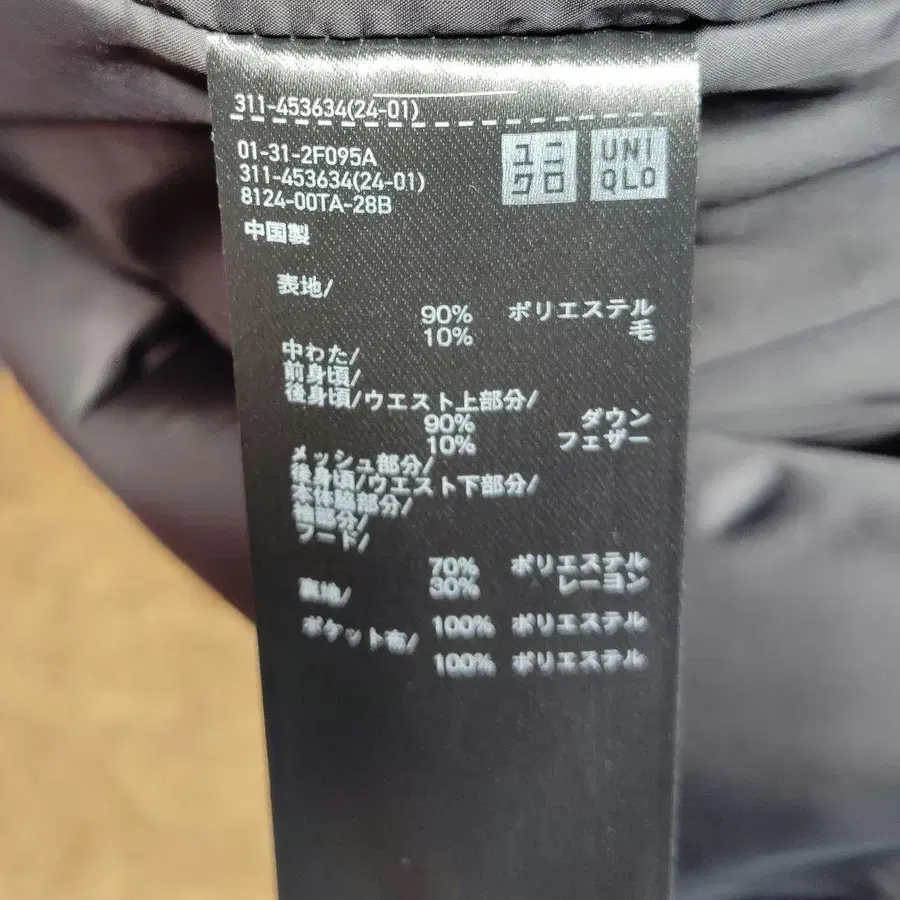 311-453634(24-01)
01-31-2F095A
311-453634(24-01)
8124-00TA-28B
ユニクロ
UNIQLO
中国製
表地/
90% ポリエステル
10% 毛
中わた/
前身頃/
後身頃/ウエスト上部分/
90% ダウン
10% フェザー
メッシュ部分/
後身頃/ウエスト下部分/
本体脇部分/
袖部分/
フード/
70% ポリエステル
30% レーヨン
裏地/
100% ポリエステル
ポケット布/
100% ポリエステル